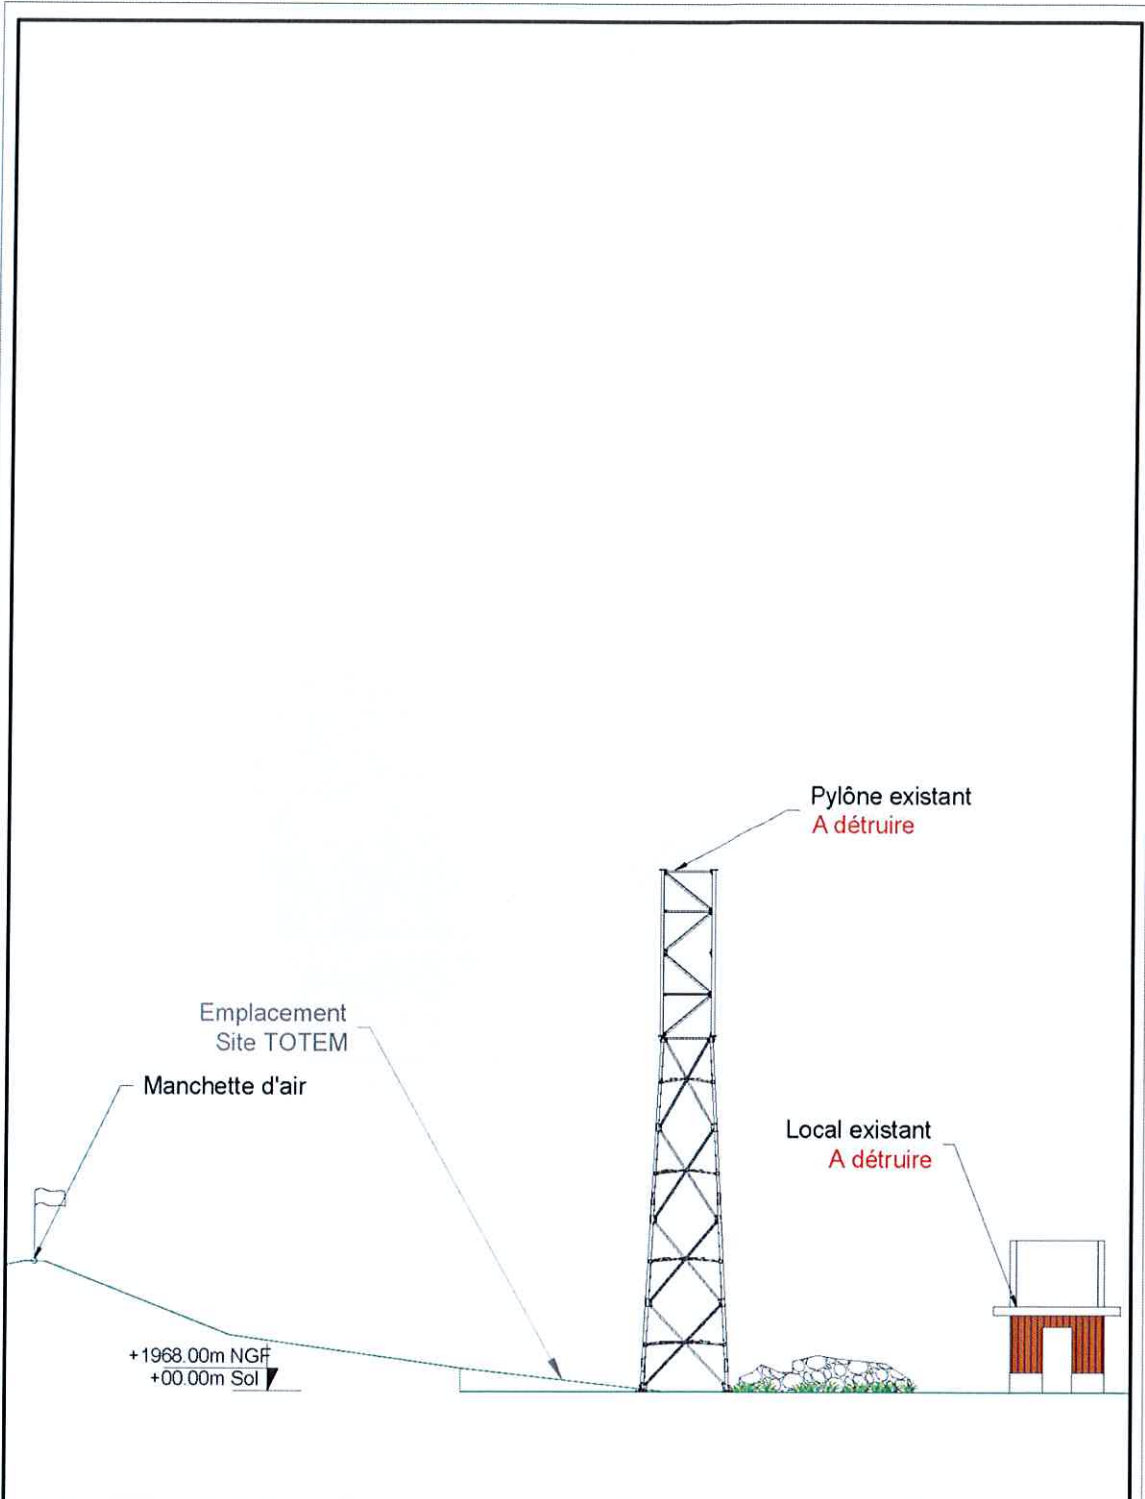 Pylône existant
A détruire
Emplacement
Site TOTEM
Manchette d'air
Local existant
A détruire
+1968.00m NGF
+00.00m Sol